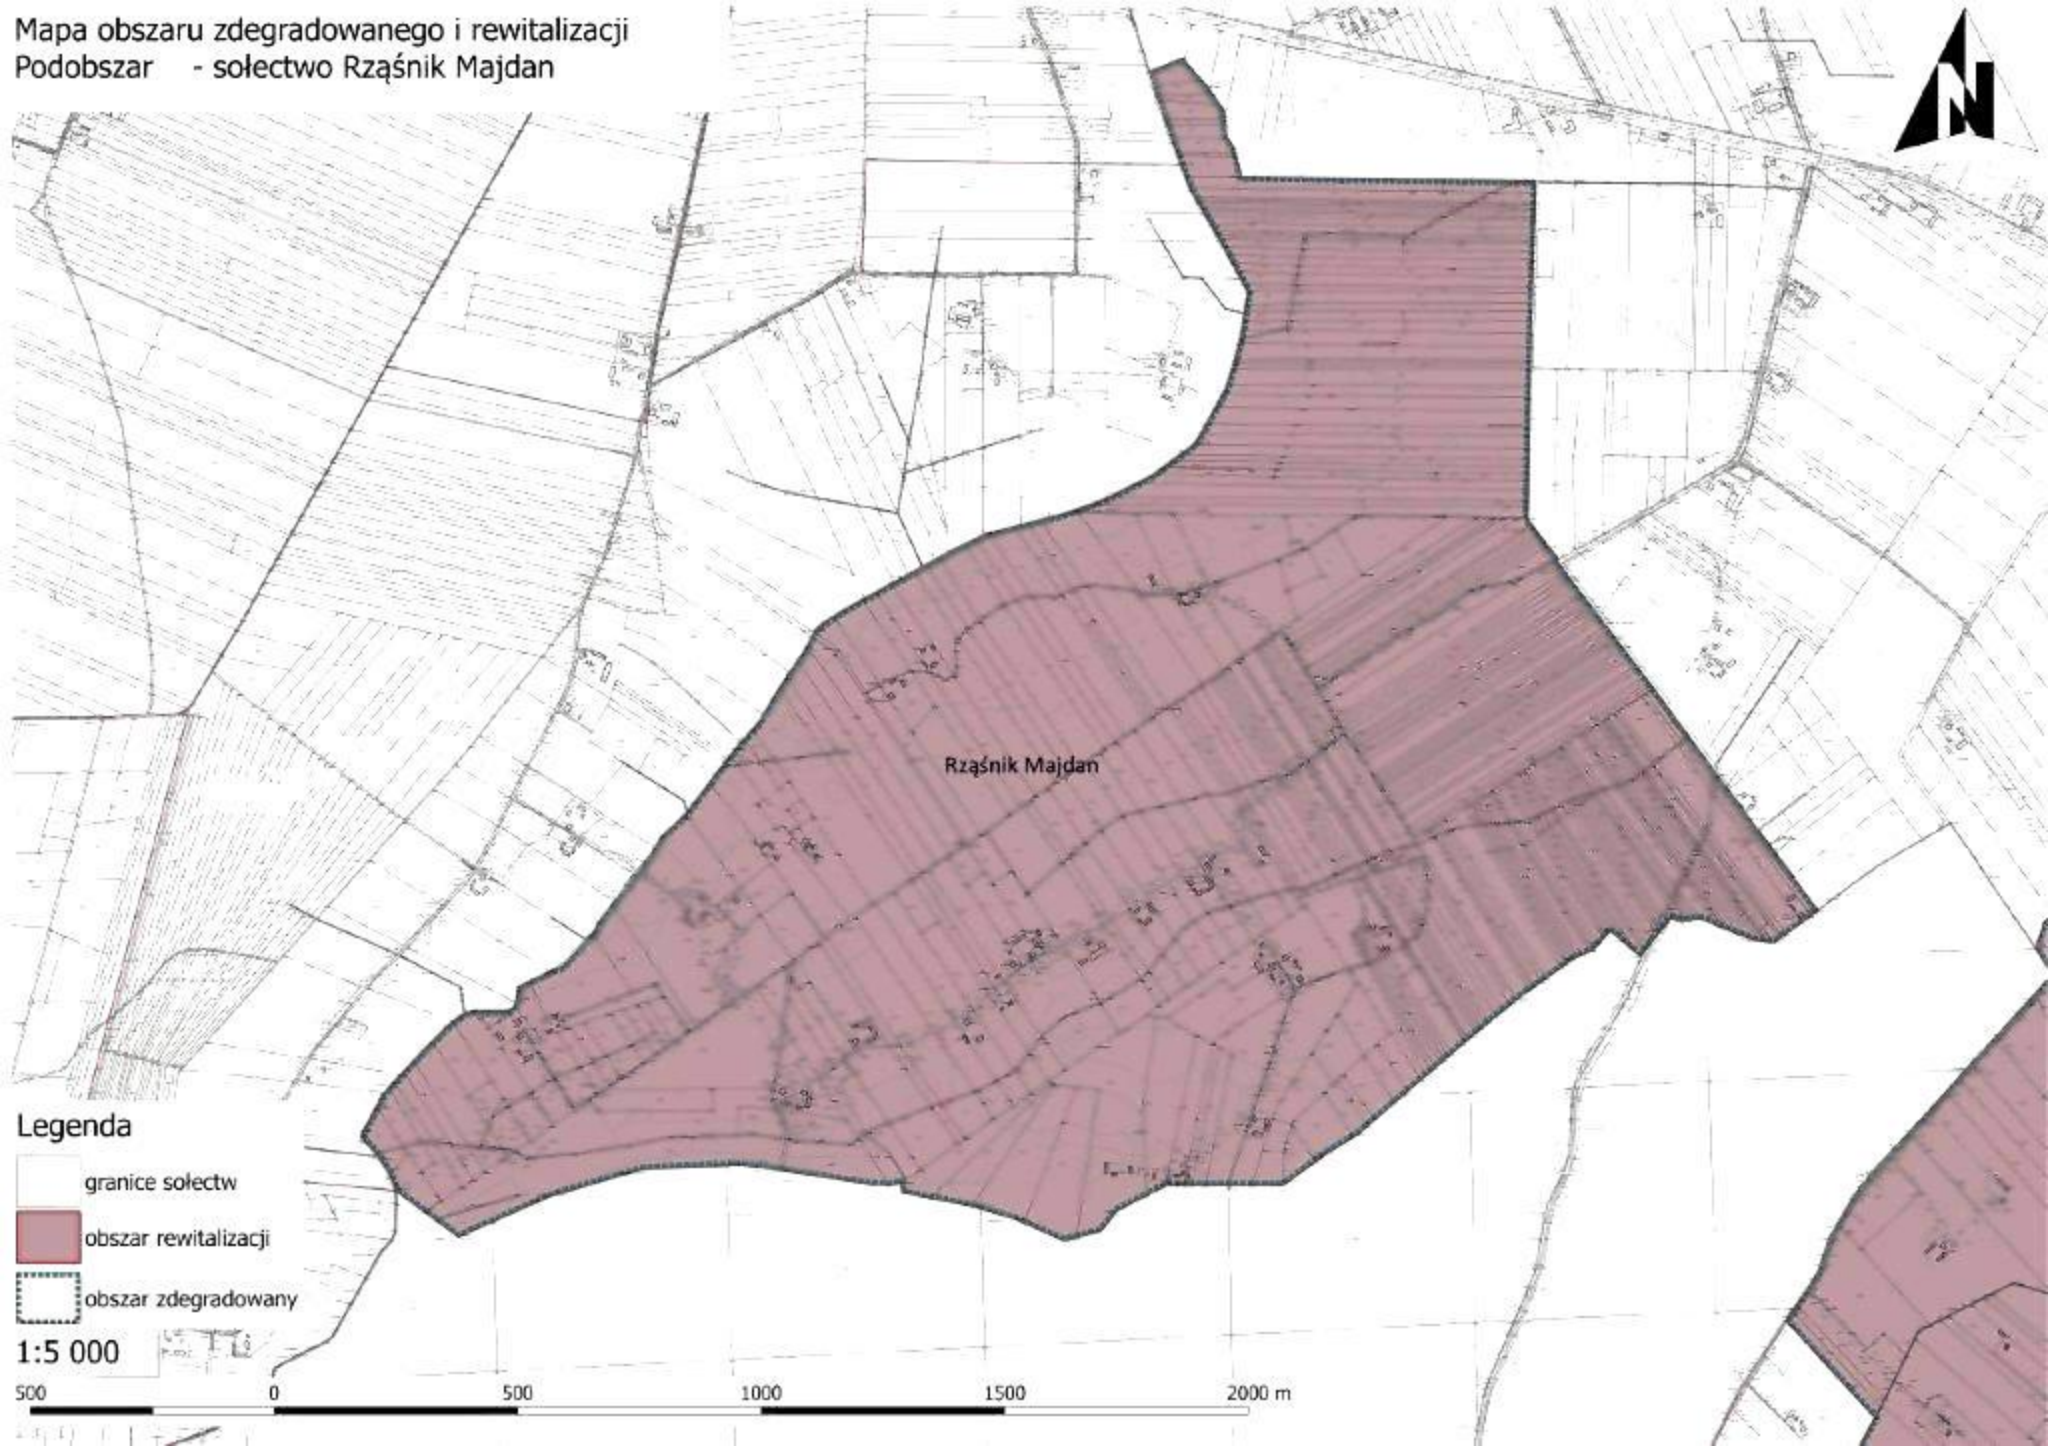 Mapa obszaru zdegradowanego i rewitalizacji
Podobszar - sołectwo Rząśnik Majdan
N
Rząśnik Majdan
Legenda
granice sołectw
obszar rewitalizacji
obszar zdegradowany
1:5 000
500 0 500 1000 1500 2000 m